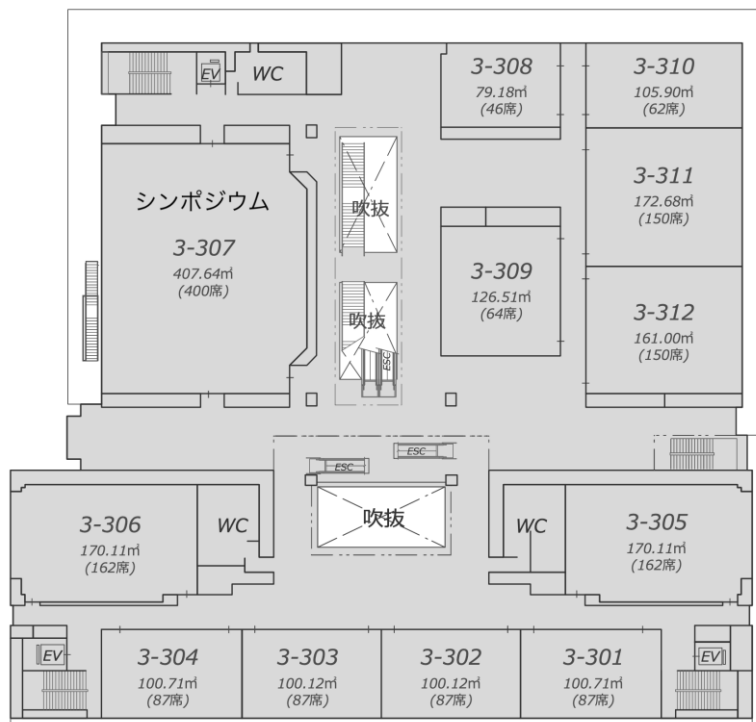 EV
WC
3-308
79.18㎡
(46席)
3-310
105.90㎡
(62席)
シンポジウム
3-307
407.64㎡
(400席)
吹抜
3-311
172.68㎡
(150席)
3-309
126.51㎡
(64席)
吹抜
ESC
3-312
161.00㎡
(150席)
ESC
ESC
3-306
170.11㎡
(162席)
WC
吹抜
WC
3-305
170.11㎡
(162席)
EV
3-304
100.71㎡
(87席)
3-303
100.12㎡
(87席)
3-302
100.12㎡
(87席)
3-301
100.71㎡
(87席)
EV